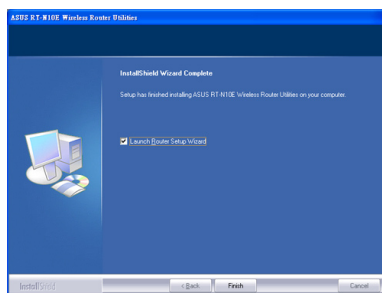 ASUS RT-N10E Wireless Router Utilities
InstallShield Wizard Complete
Setup has finished installing ASUS RT-N10E Wireless Router Utilities on your computer.
Launch Router Setup Wizard
InstallShield
< Back
Finish
Cancel